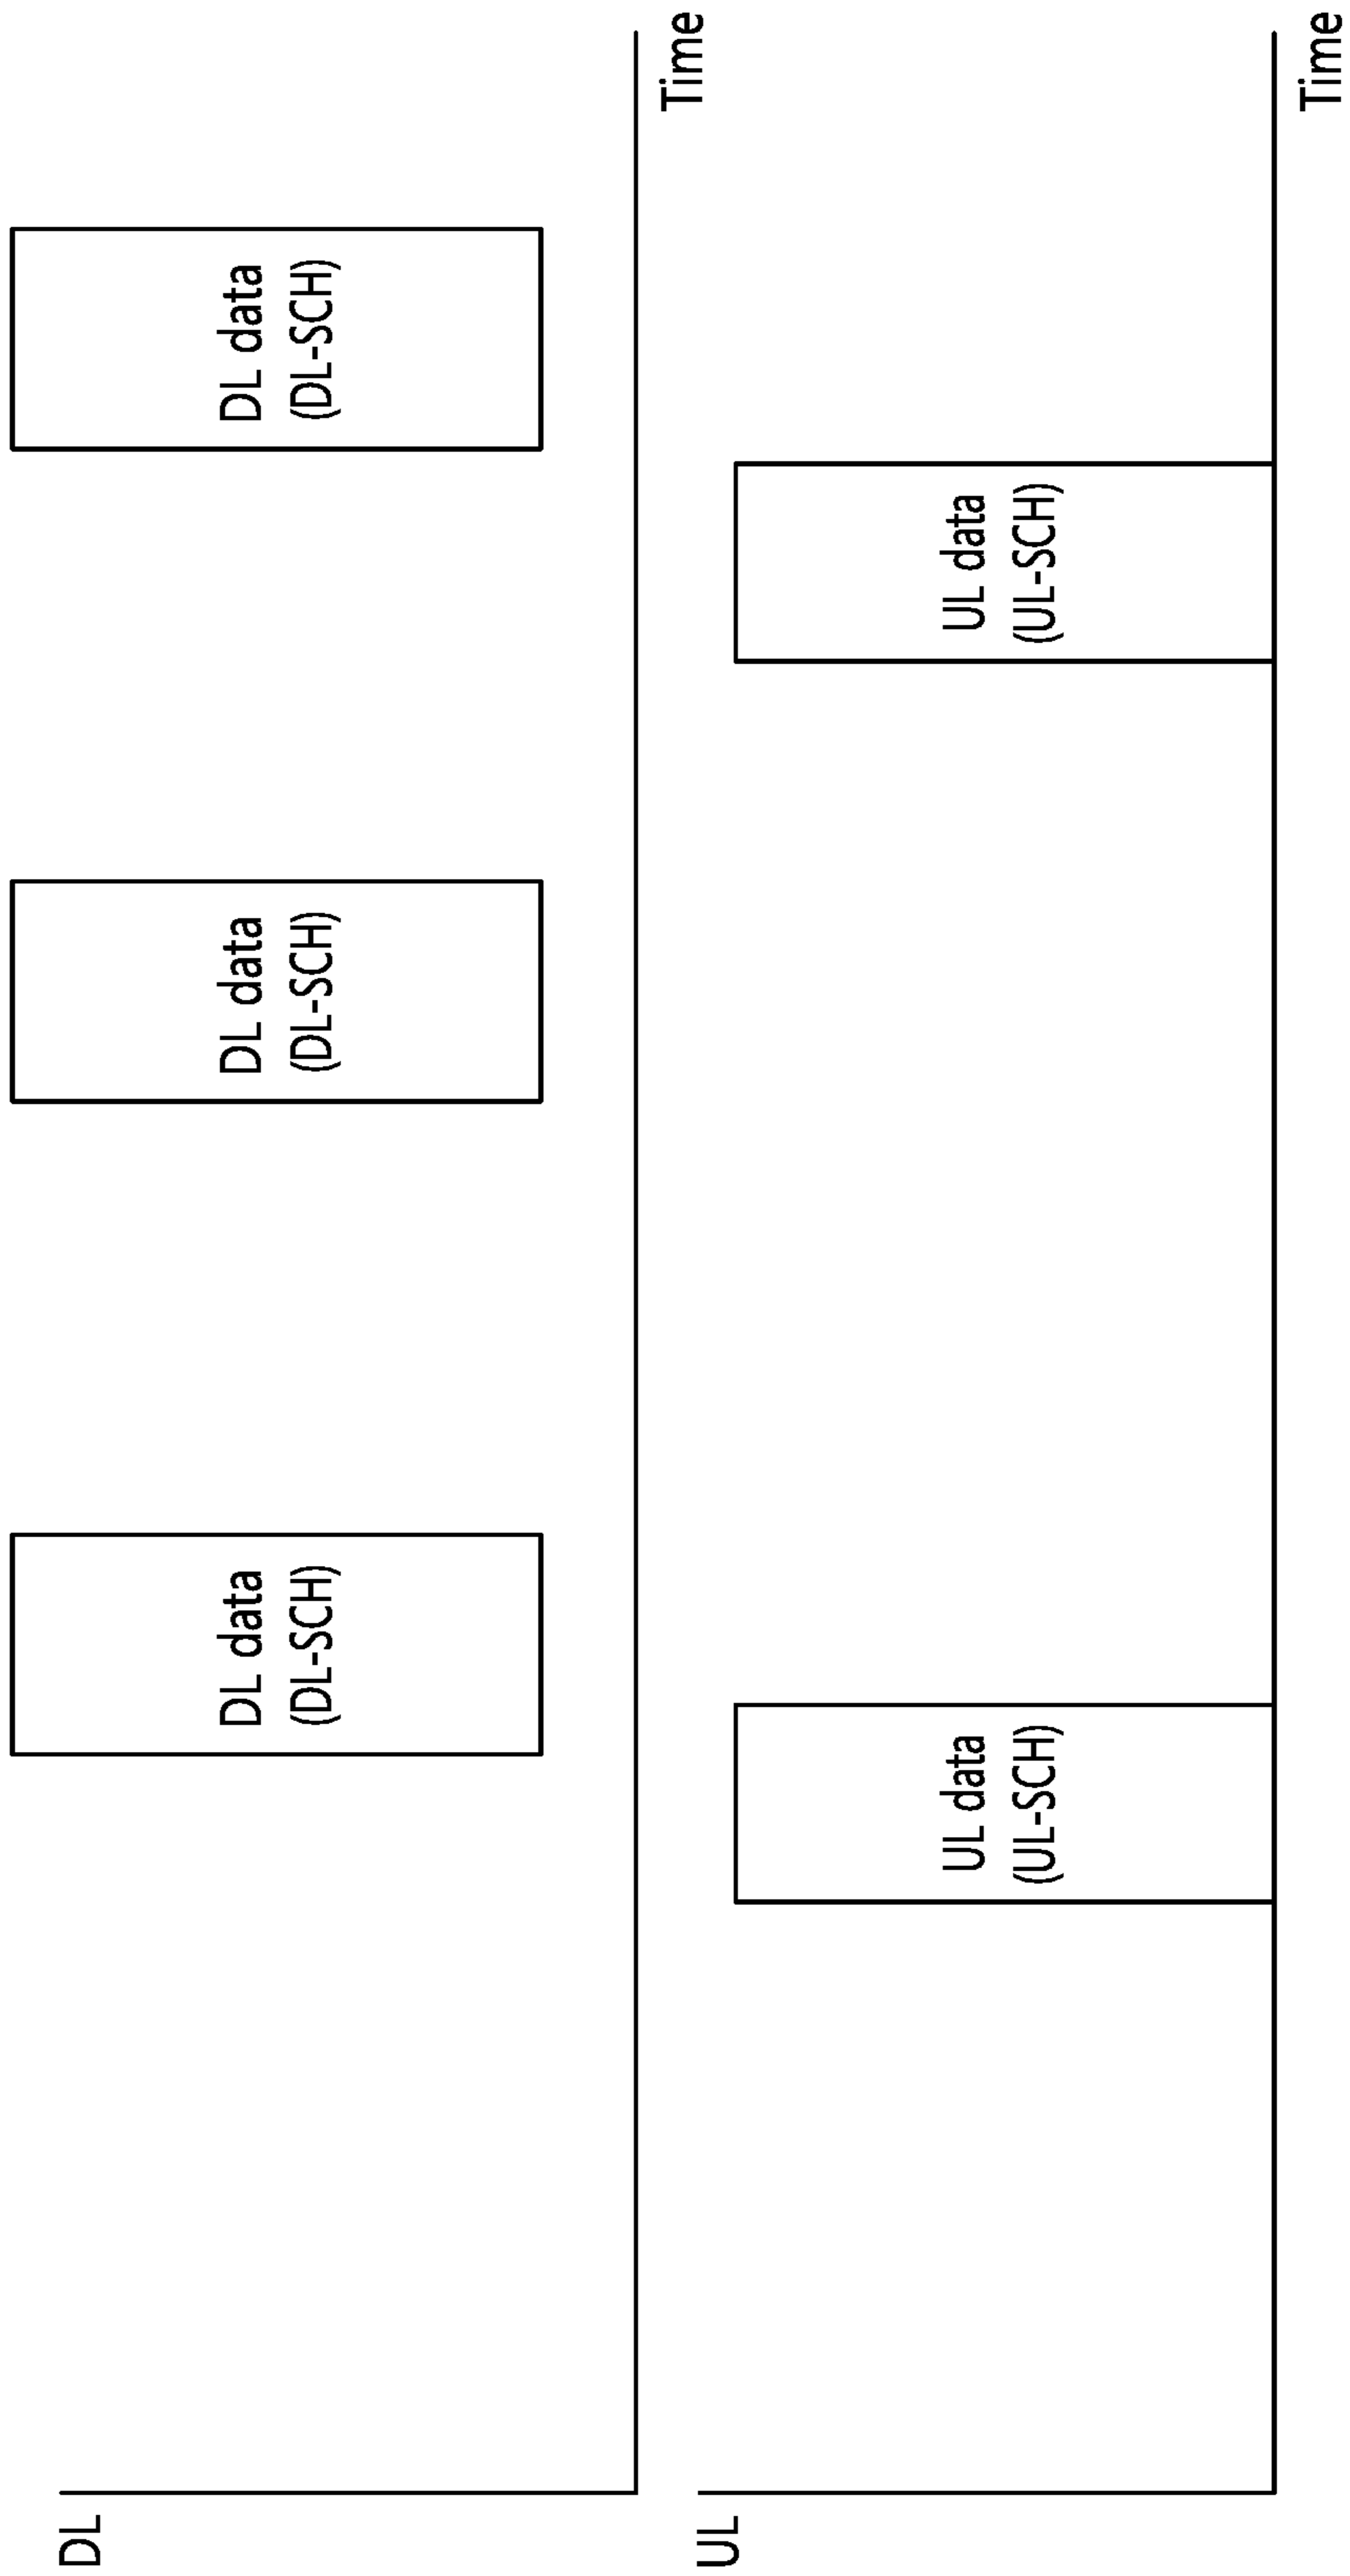 DL
DL data
(DL-SCH)
DL data
(DL-SCH)
DL data
(DL-SCH)
Time
UL
UL data
(UL-SCH)
UL data
(UL-SCH)
Time